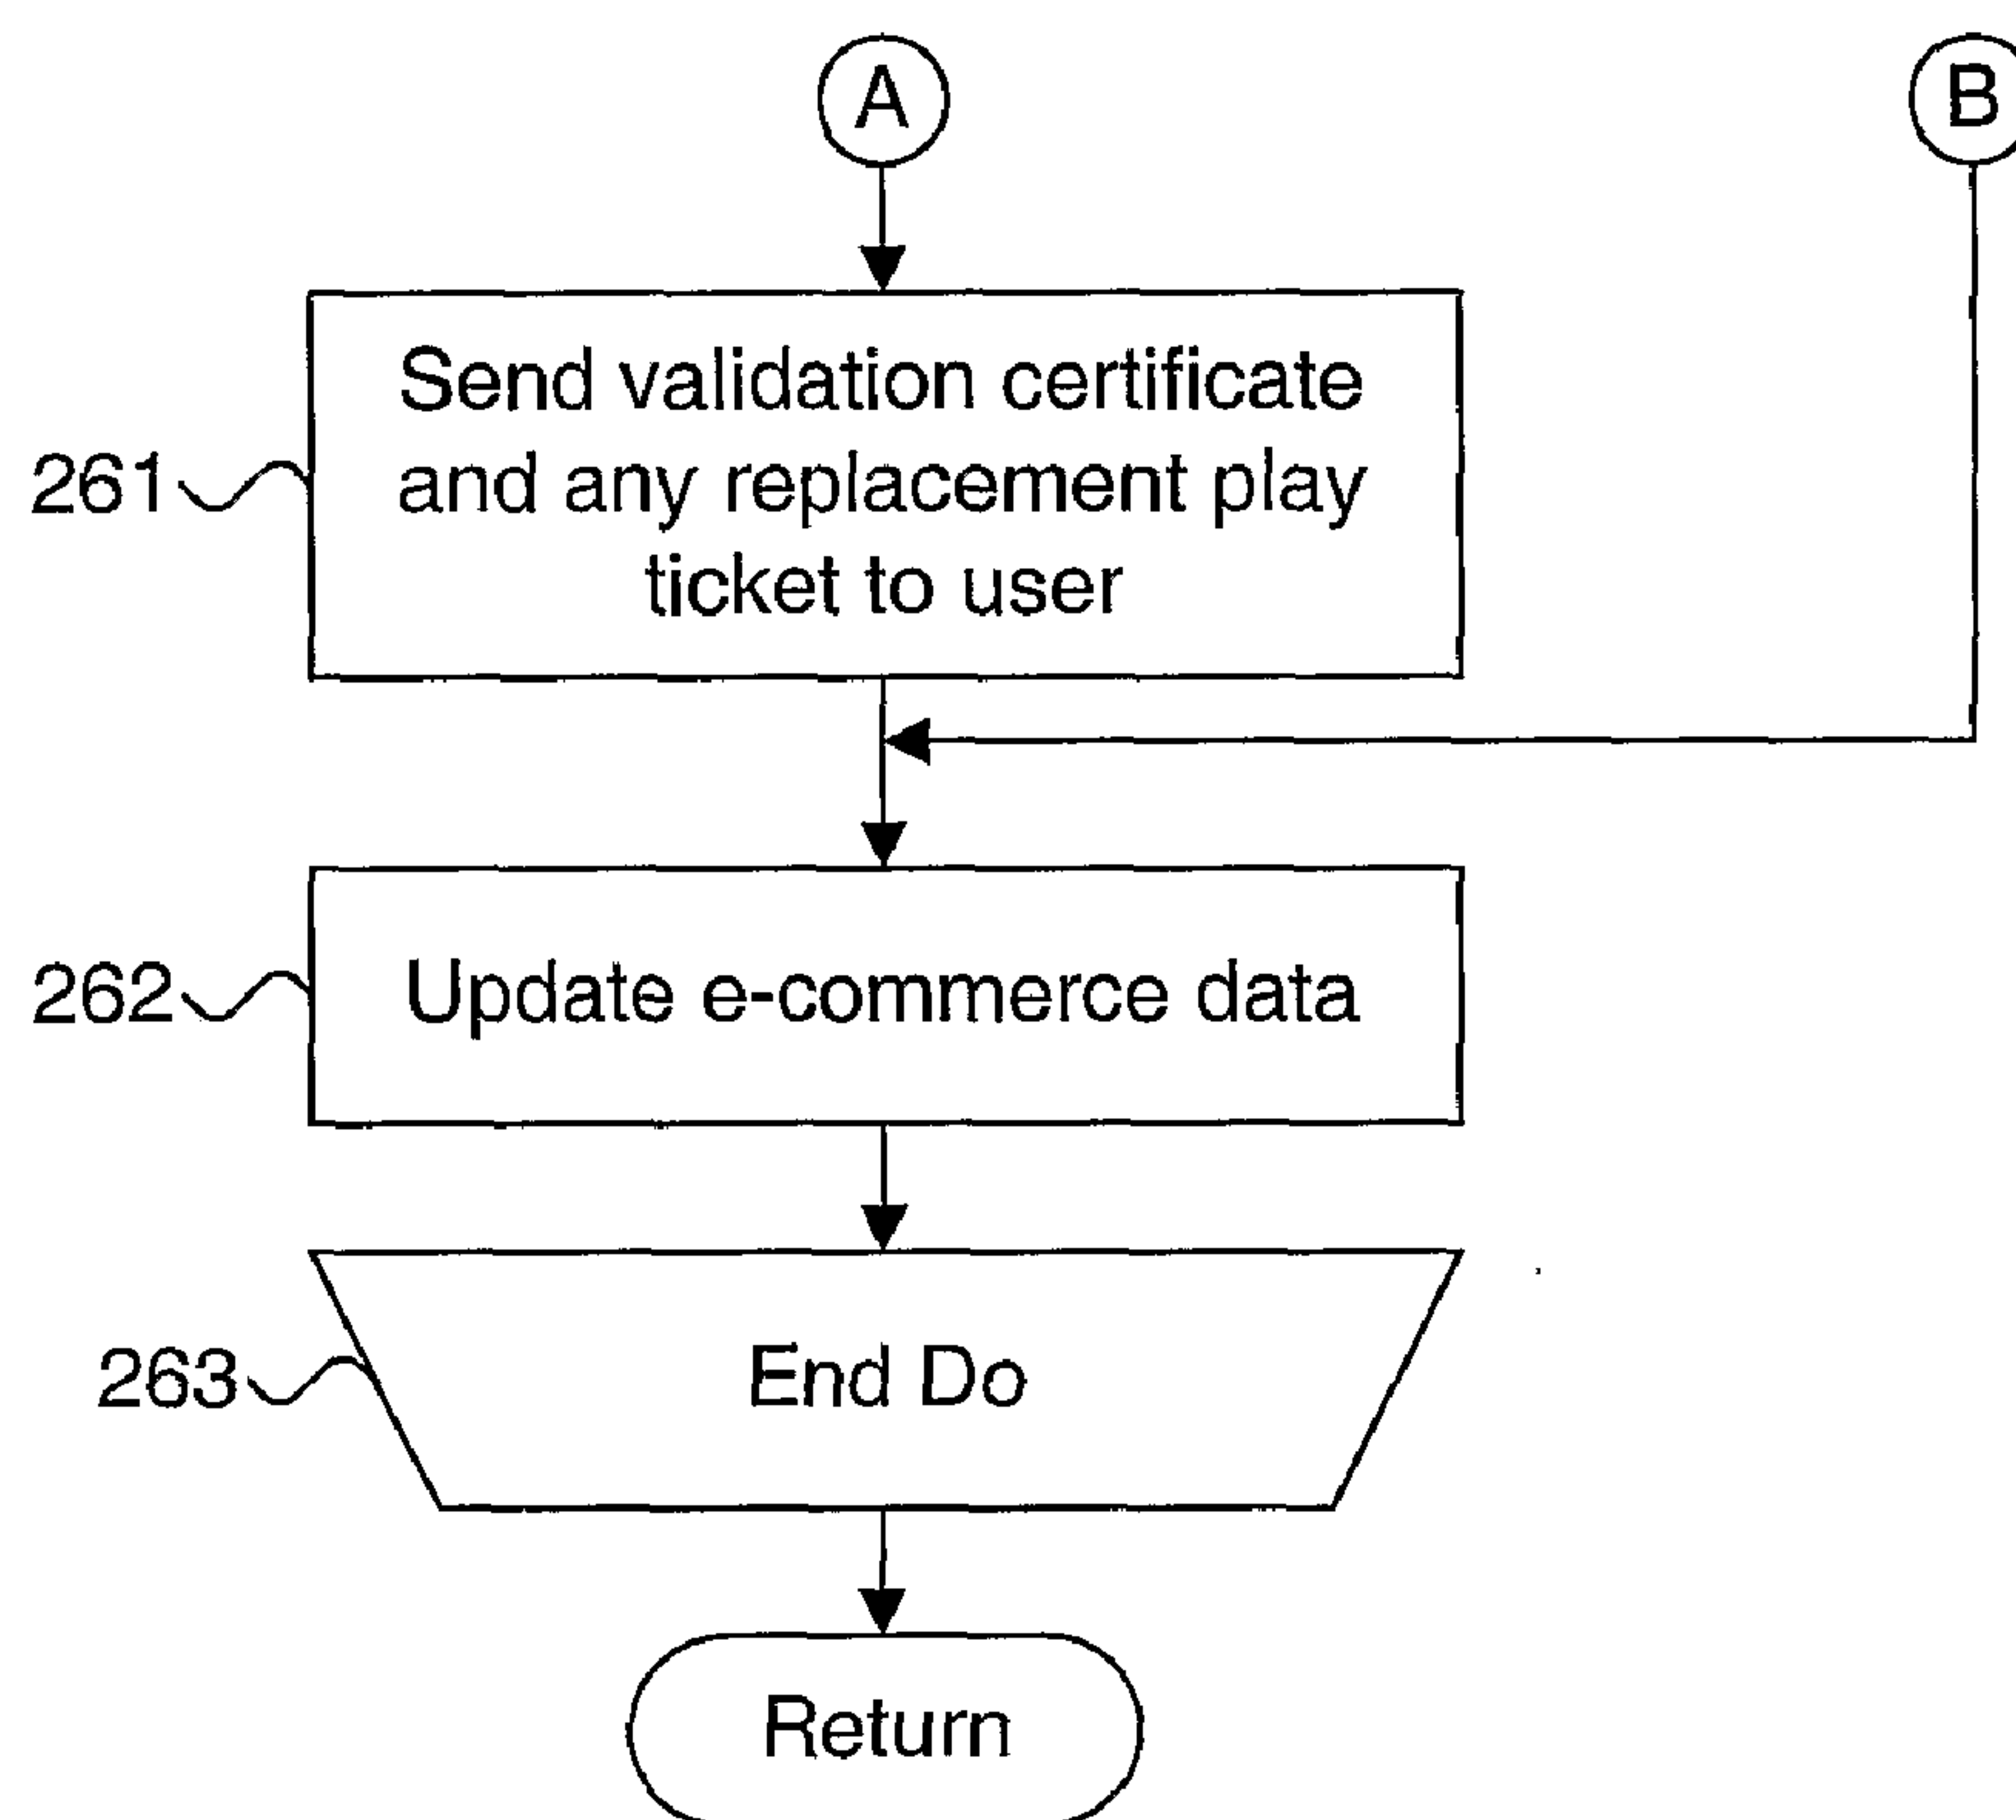 A
B
Send validation certificate
and any replacement play
ticket to user
261
262
Update e-commerce data
263
End Do
Return